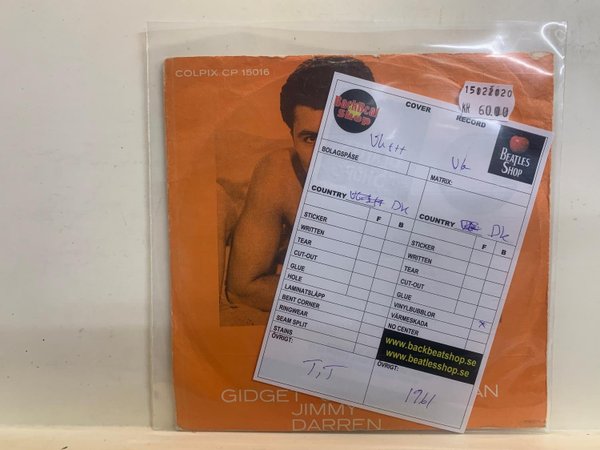 COLPIX CP 15016
15022020
KR 60.00
BackBeat
Shop
COVER
RECORD
BEATLES
SHOP
BOLAGSPÅSE
MATRIX:
COUNTRY Dk
COUNTRY Dk
F B
F B
STICKER
STICKER
WRITTEN
WRITTEN
TEAR
TEAR
CUT-OUT
CUT-OUT
GLUE
GLUE
HOLE
VINYLBUBBLOR
LAMINATSLÄPP
VÄRMESKADA
BENT CORNER
NO CENTER x
RINGWEAR
SEAM SPLIT
STAINS
www.backbeatshop.se
www.beatlesshop.se
ÖVRIGT:
ÖVRIGT:
T,T
1961
GIDGET
JIMMY
DARREN